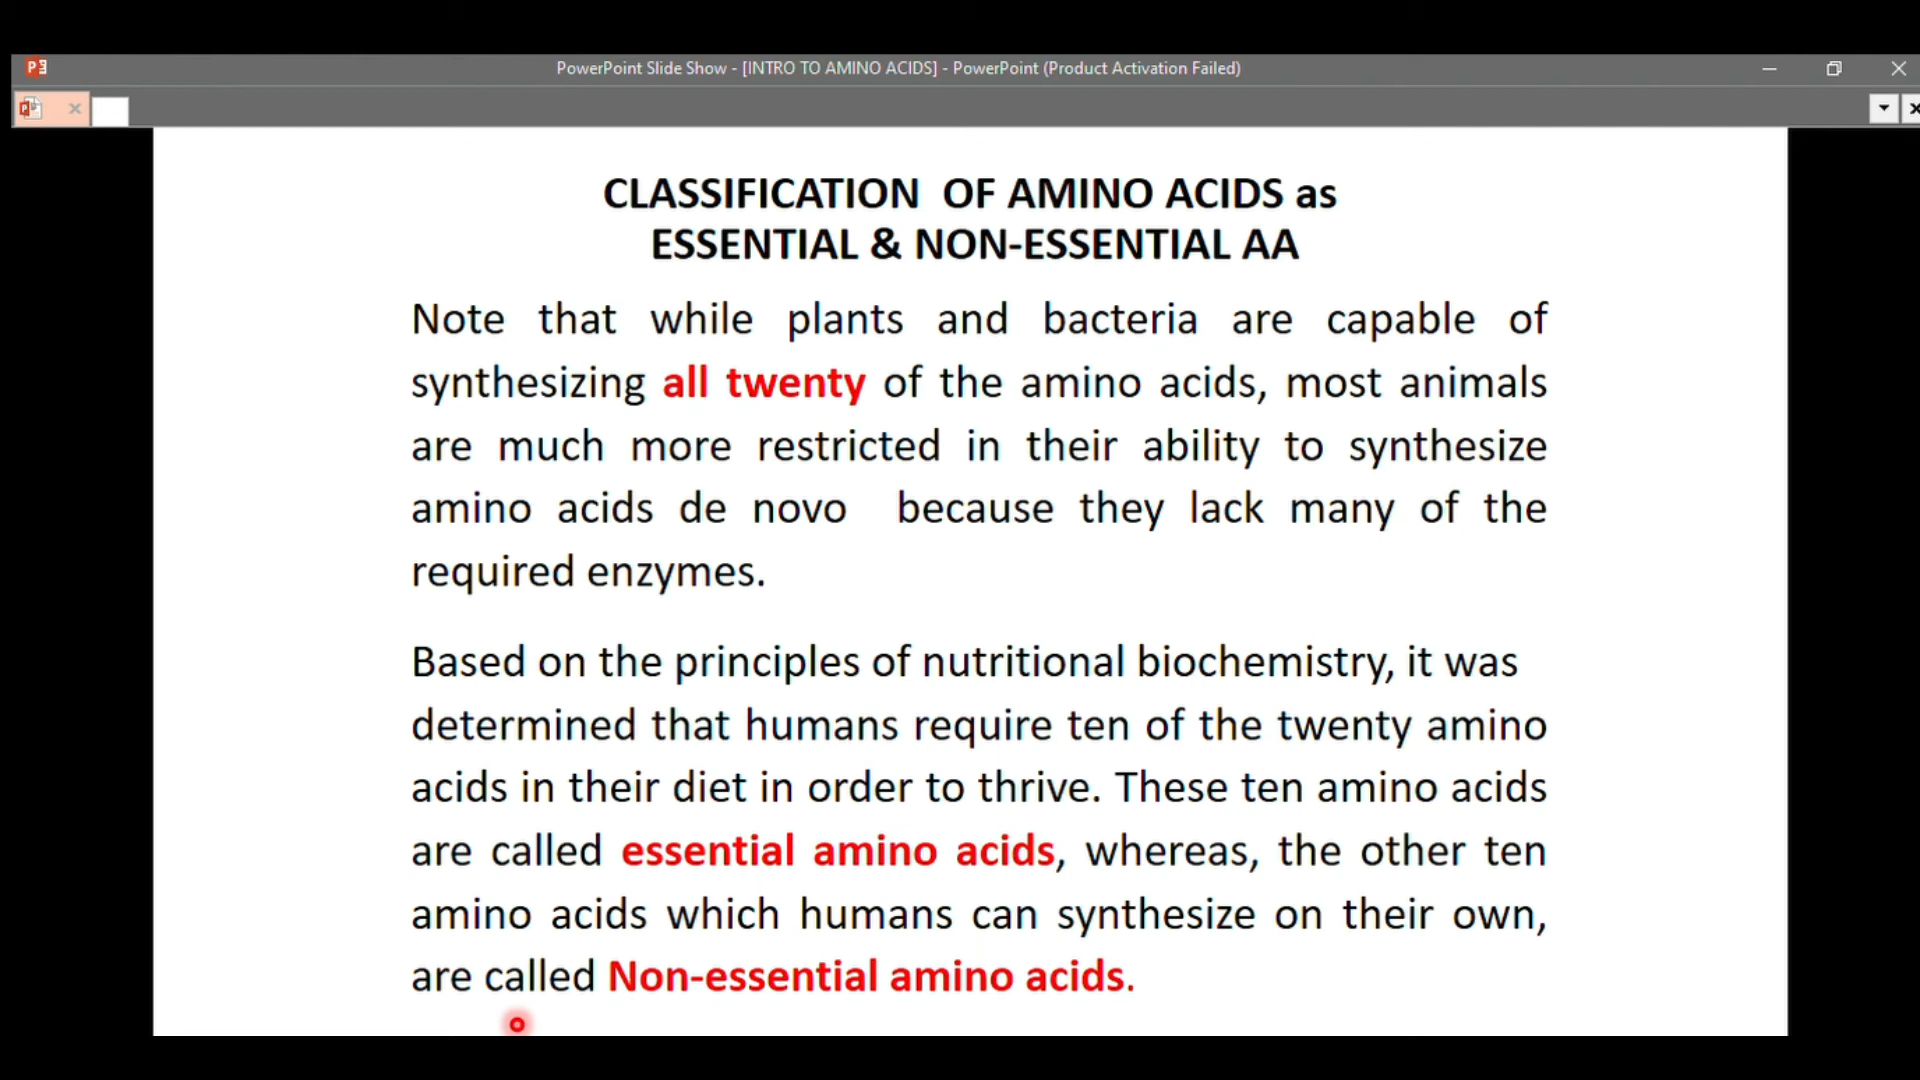 PowerPoint Slide Show - [INTRO TO AMINO ACIDS] - PowerPoint (Product Activation Failed)
CLASSIFICATION OF AMINO ACIDS as
ESSENTIAL & NON-ESSENTIAL AA
Note that while plants and bacteria are capable of
synthesizing all twenty of the amino acids, most animals
are much more restricted in their ability to synthesize
amino acids de novo because they lack many of the
required enzymes.
Based on the principles of nutritional biochemistry, it was
determined that humans require ten of the twenty amino
acids in their diet in order to thrive. These ten amino acids
are called essential amino acids, whereas, the other ten
amino acids which humans can synthesize on their own,
are called Non-essential amino acids.